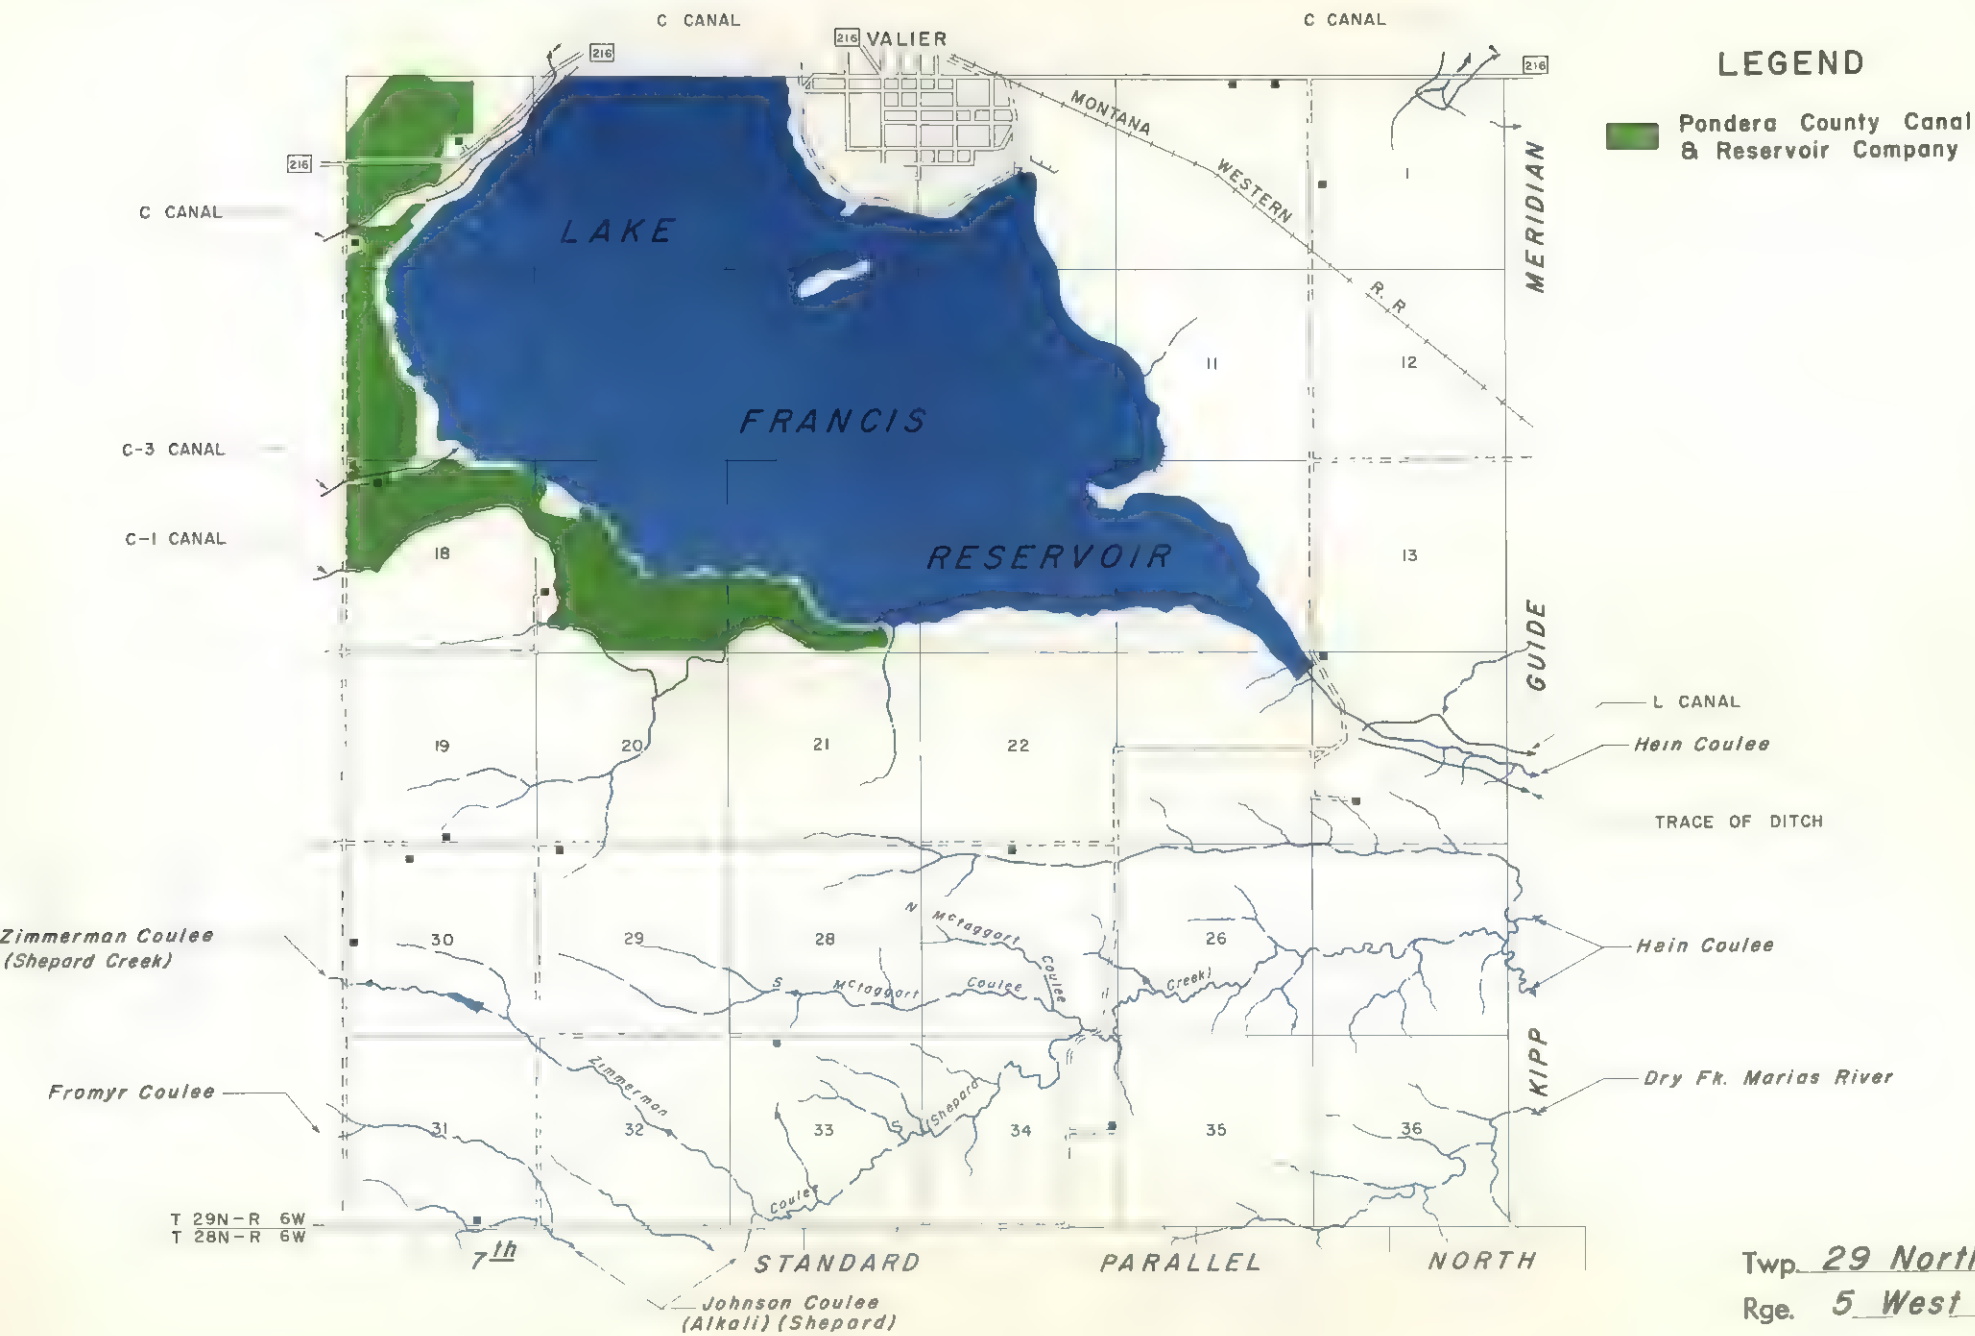 C CANAL
C CANAL
216
216 VALIER
216
LEGEND
Pondera County Canal
& Reservoir Company
MONTANA
WESTERN
R. R
216
1
MERIDIAN
C CANAL
LAKE
11
12
FRANCIS
C-3 CANAL
C-1 CANAL
18
RESERVOIR
13
GUIDE
L CANAL
19
20
21
22
Hein Coulee
TRACE OF DITCH
Zimmerman Coulee
(Shepard Creek)
30
29
28
N McTaggart
Coulee
26
Hein Coulee
S McTaggart Coulee
Creek)
KIPP
Zimmerman
Fromyr Coulee
Dry Fk. Marias River
31
32
33
S
(Shepard
34
35
36
Coulee
T 29N-R 6W
T 28N-R 6W
7th STANDARD PARALLEL NORTH
Johnson Coulee
(Alkali) (Shepard)
Twp. 29 North
Rge. 5 West